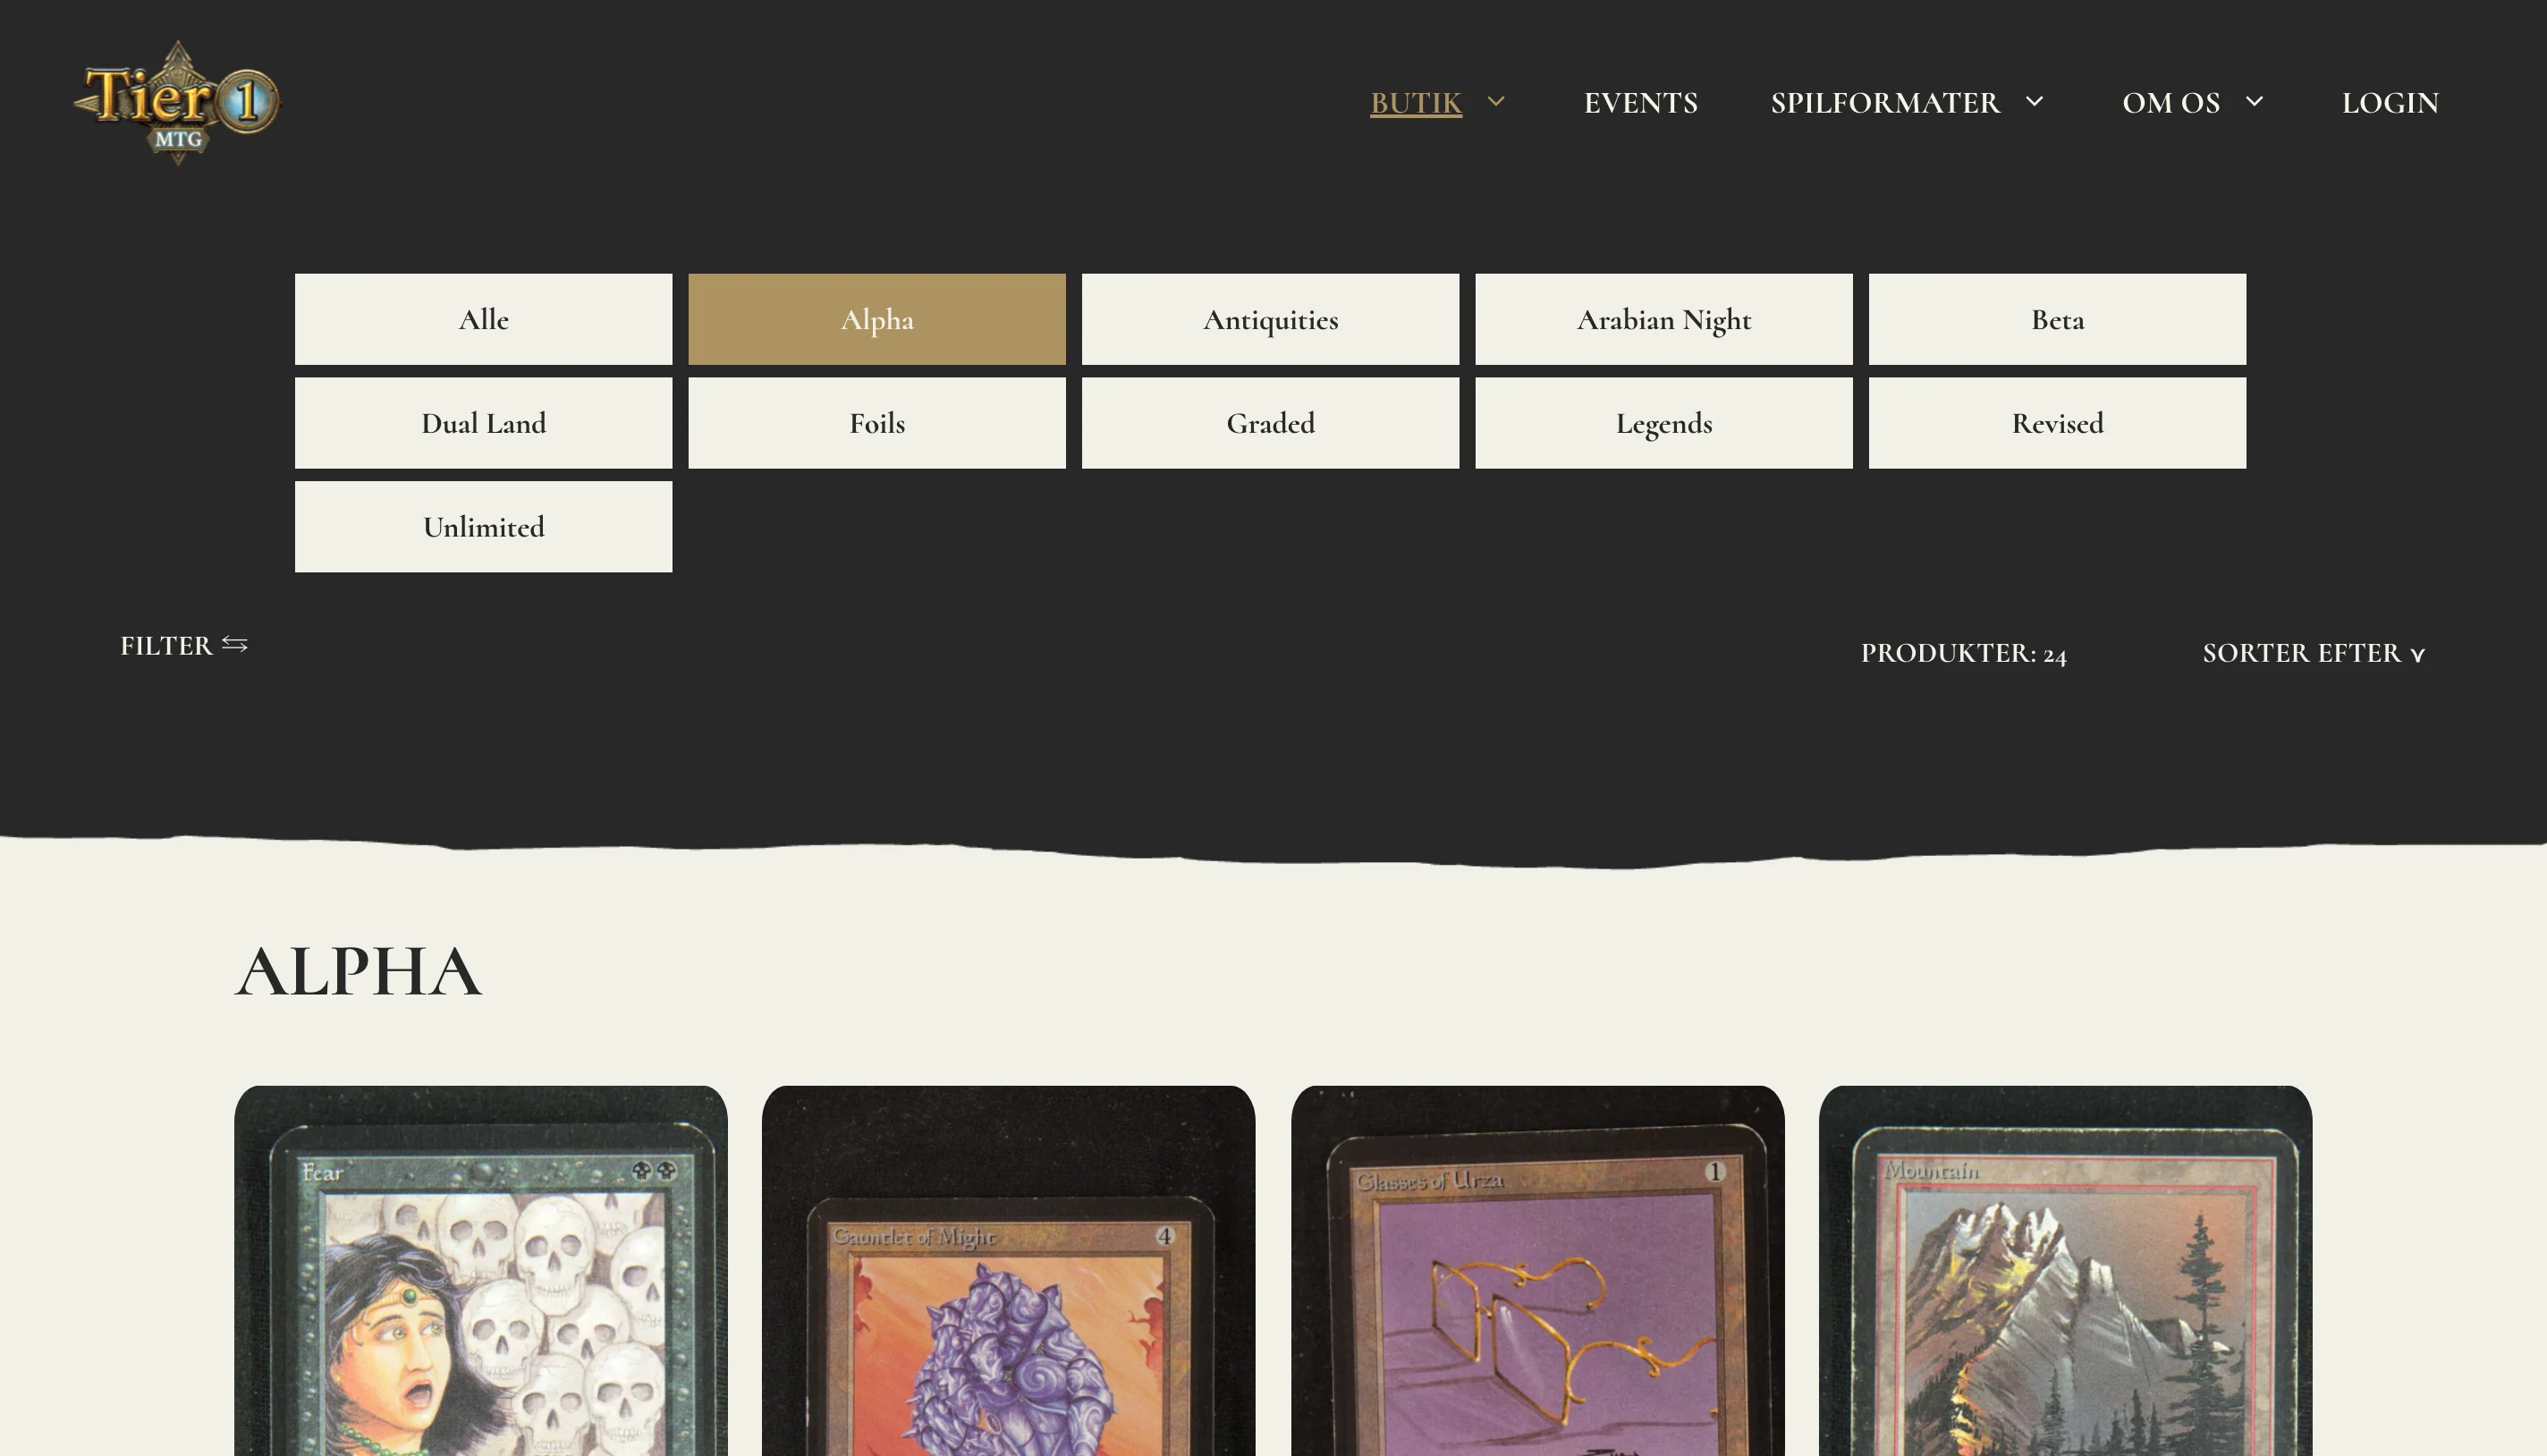 Tier 1
MTG
BUTIK
EVENTS
SPILFORMATER
OM OS
LOGIN
Alle
Alpha
Antiquities
Arabian Night
Beta
Dual Land
Foils
Graded
Legends
Revised
Unlimited
FILTER
PRODUKTER: 24
SORTER EFTER
ALPHA
Fear
Gauntlet of Might
4
Glasses of Urza
1
Mountain